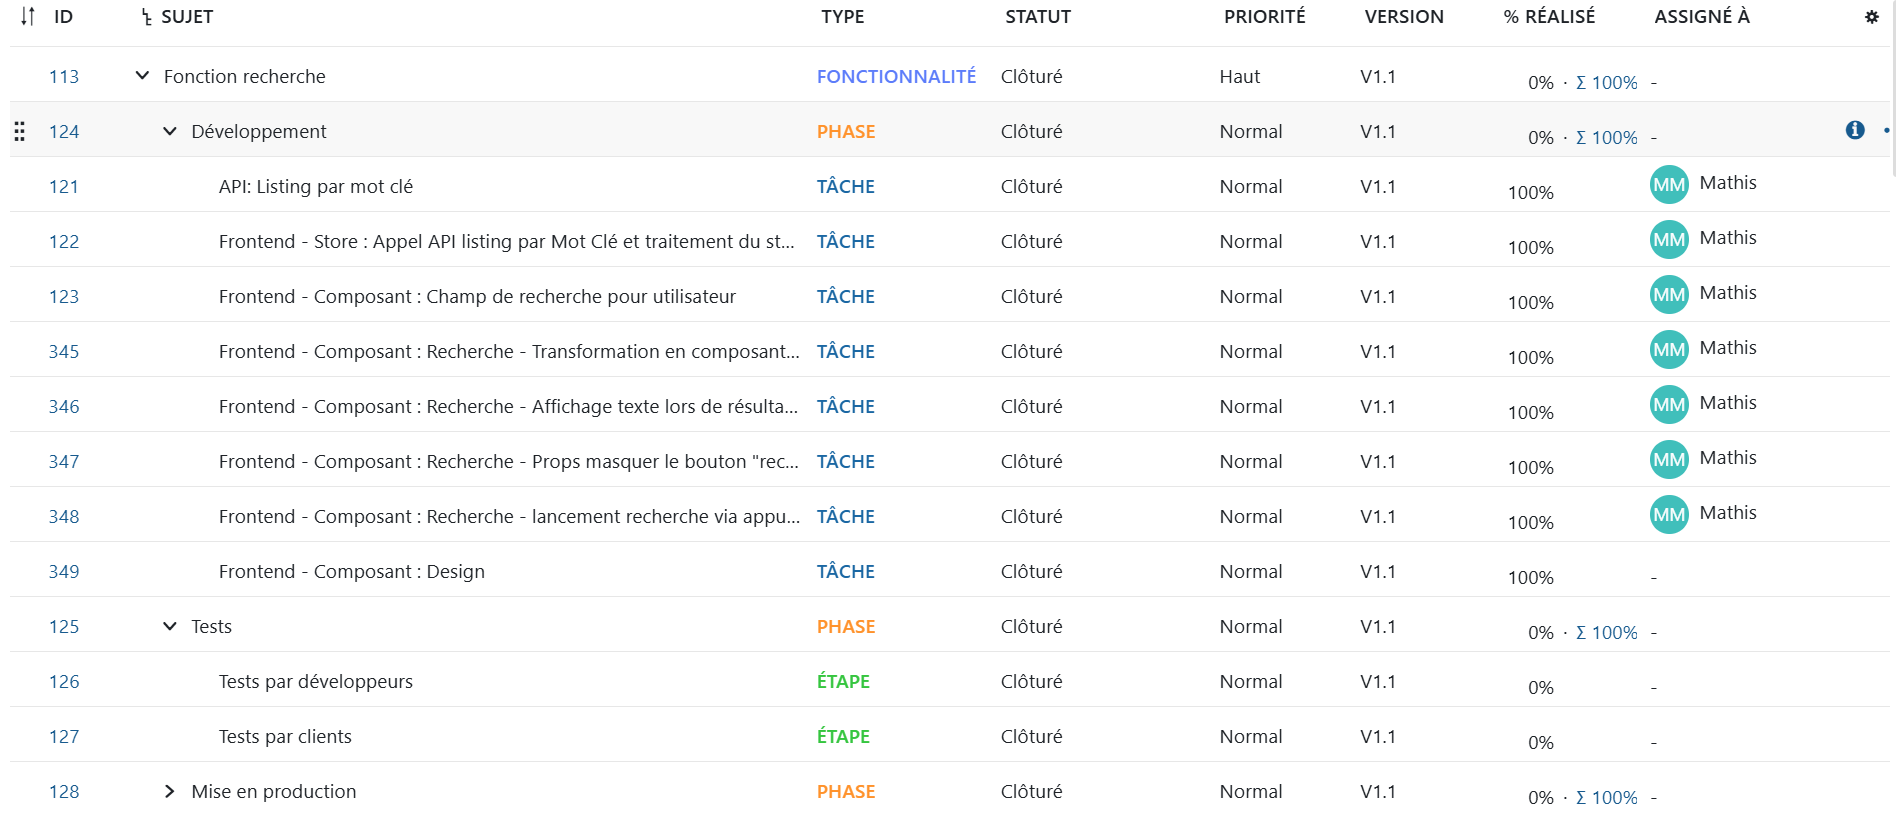 ID SUJET TYPE STATUT PRIORITÉ VERSION % RÉALISÉ ASSIGNÉ À
113 Fonction recherche FONCTIONNALITÉ Clôturé Haut V1.1 0% · Σ 100% -
124 Développement PHASE Clôturé Normal V1.1 0% · Σ 100% -
121 API: Listing par mot clé TÂCHE Clôturé Normal V1.1 100% MM Mathis
122 Frontend - Store : Appel API listing par Mot Clé et traitement du st... TÂCHE Clôturé Normal V1.1 100% MM Mathis
123 Frontend - Composant : Champ de recherche pour utilisateur TÂCHE Clôturé Normal V1.1 100% MM Mathis
345 Frontend - Composant : Recherche - Transformation en composant... TÂCHE Clôturé Normal V1.1 100% MM Mathis
346 Frontend - Composant : Recherche - Affichage texte lors de résulta... TÂCHE Clôturé Normal V1.1 100% MM Mathis
347 Frontend - Composant : Recherche - Props masquer le bouton "rec... TÂCHE Clôturé Normal V1.1 100% MM Mathis
348 Frontend - Composant : Recherche - lancement recherche via appu... TÂCHE Clôturé Normal V1.1 100% MM Mathis
349 Frontend - Composant : Design TÂCHE Clôturé Normal V1.1 100% -
125 Tests PHASE Clôturé Normal V1.1 0% · Σ 100% -
126 Tests par développeurs ÉTAPE Clôturé Normal V1.1 0% -
127 Tests par clients ÉTAPE Clôturé Normal V1.1 0% -
128 Mise en production PHASE Clôturé Normal V1.1 0% · Σ 100% -